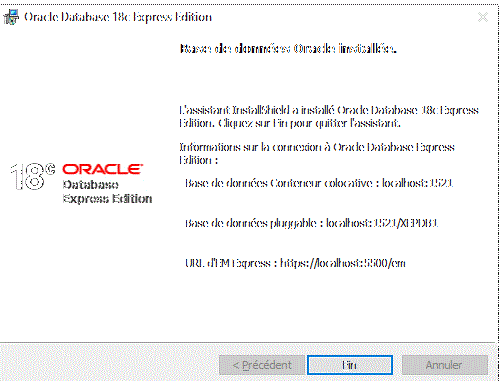 Oracle Database 18c Express Edition
Base de données Oracle installée.
L'assistant InstallShield a installé Oracle Database 18c Express
Edition. Cliquez sur Fin pour quitter l'assistant.
Informations sur la connexion à Oracle Database Express
Edition :
Base de données Conteneur colocative : localhost:1521
Base de données pluggable : localhost:1521/XEPDB1
URL d'EM Express : https://localhost:5500/em
18c ORACLE
Database
Express Edition
< Précédent
Fin
Annuler